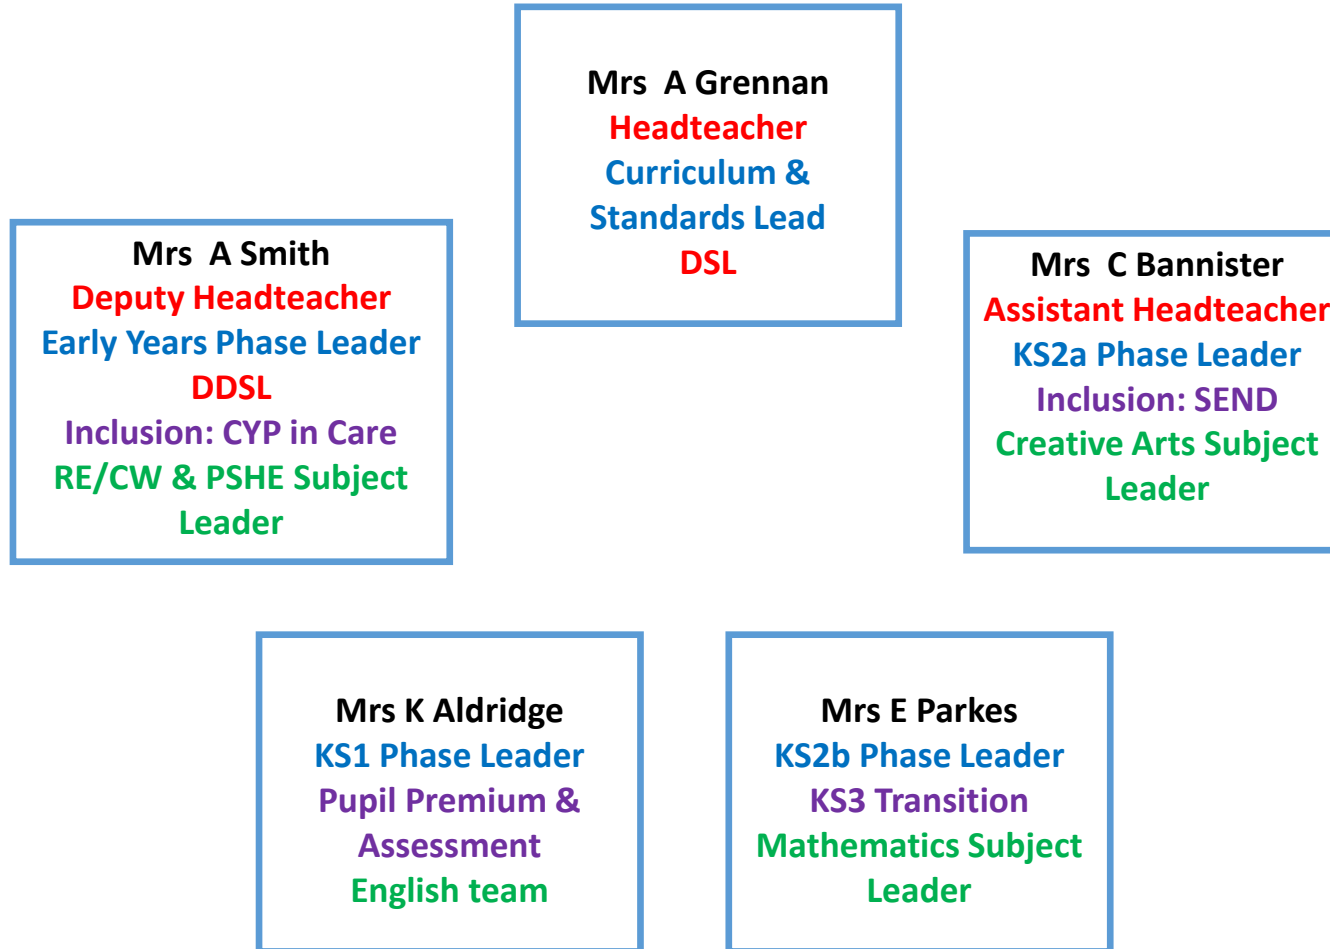 Mrs  A Grennan
Headteacher
Curriculum &
Standards Lead
DSL
Mrs  A Smith
Deputy Headteacher
Early Years Phase Leader
DDSL
Inclusion: CYP in Care
RE/CW & PSHE Subject
Leader
Mrs  C Bannister
Assistant Headteacher
KS2a Phase Leader
Inclusion: SEND
Creative Arts Subject
Leader
Mrs K Aldridge
KS1 Phase Leader
Pupil Premium &
Assessment
English team
Mrs E Parkes
KS2b Phase Leader
KS3 Transition
Mathematics Subject
Leader